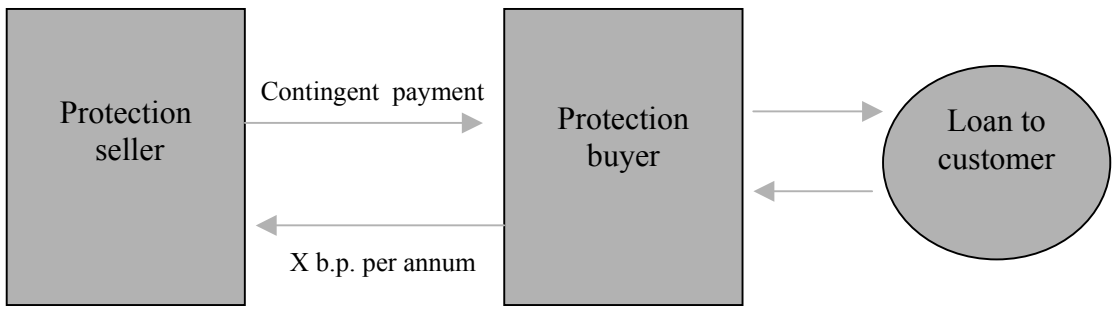 Protection
seller
Contingent payment
X b.p. per annum
Protection
buyer
Loan to
customer